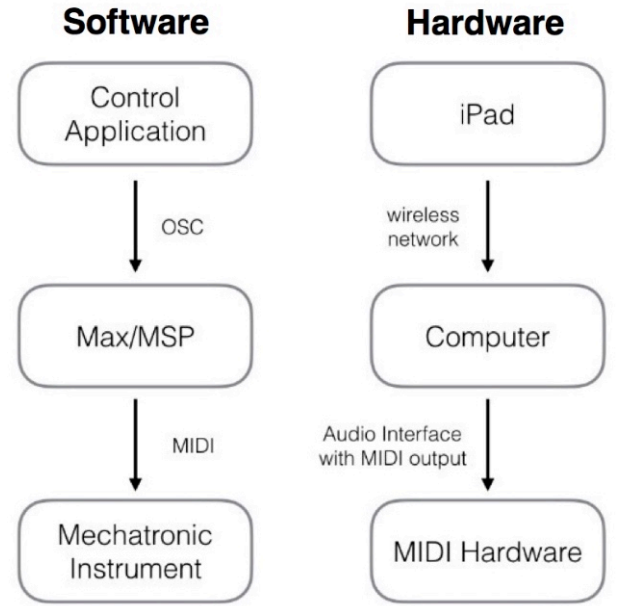 Software
Control
Application
OSC
Max/MSP
MIDI
Mechatronic
Instrument
Hardware
iPad
wireless
network
Computer
Audio Interface
with MIDI output
MIDI Hardware